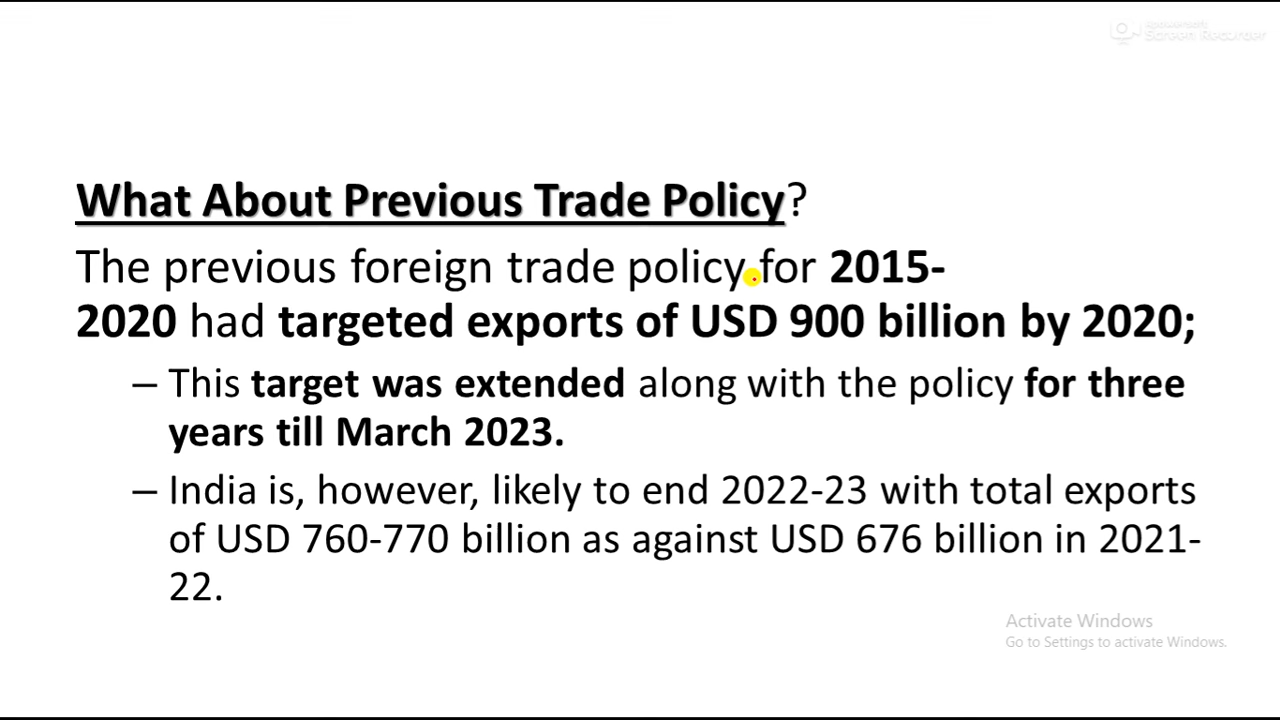 Apowersoft
Screen Recorder
What About Previous Trade Policy?
The previous foreign trade policy for 2015-
2020 had targeted exports of USD 900 billion by 2020;
– This target was extended along with the policy for three
years till March 2023.
– India is, however, likely to end 2022-23 with total exports
of USD 760-770 billion as against USD 676 billion in 2021-
22.
Activate Windows
Go to Settings to activate Windows.